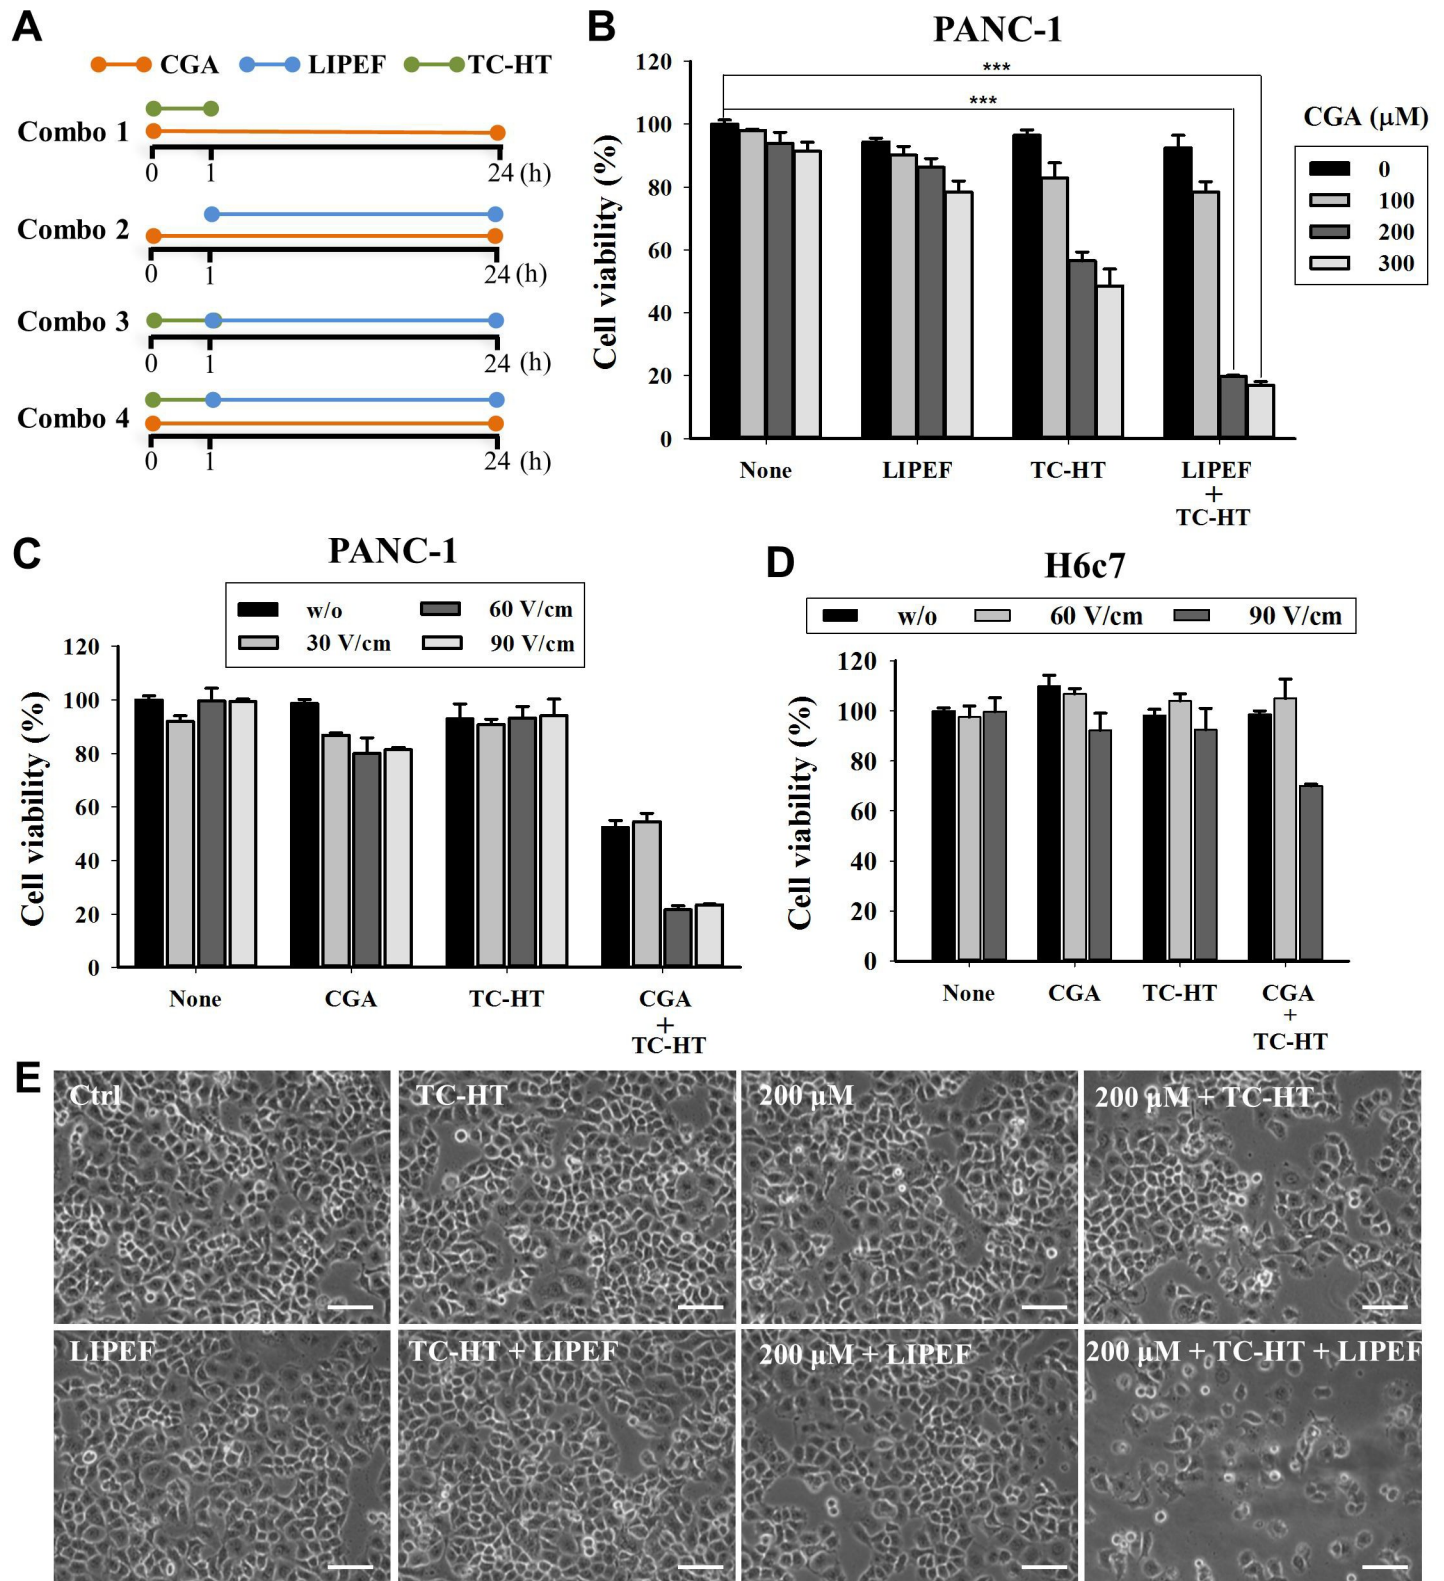 A
CGA LIPEF TC-HT
Combo 1
0 1 24 (h)
Combo 2
0 1 24 (h)
Combo 3
0 1 24 (h)
Combo 4
0 1 24 (h)
B
PANC-1
***
***
Cell viability (%)
120
100
80
60
40
20
0
None LIPEF TC-HT LIPEF + TC-HT
CGA (µM)
0
100
200
300
C
PANC-1
w/o 60 V/cm
30 V/cm 90 V/cm
Cell viability (%)
120
100
80
60
40
20
0
None CGA TC-HT CGA + TC-HT
D
H6c7
w/o 60 V/cm 90 V/cm
Cell viability (%)
120
100
80
60
40
20
0
None CGA TC-HT CGA + TC-HT
E
Ctrl TC-HT 200 µM 200 µM + TC-HT
LIPEF TC-HT + LIPEF 200 µM + LIPEF 200 µM + TC-HT + LIPEF